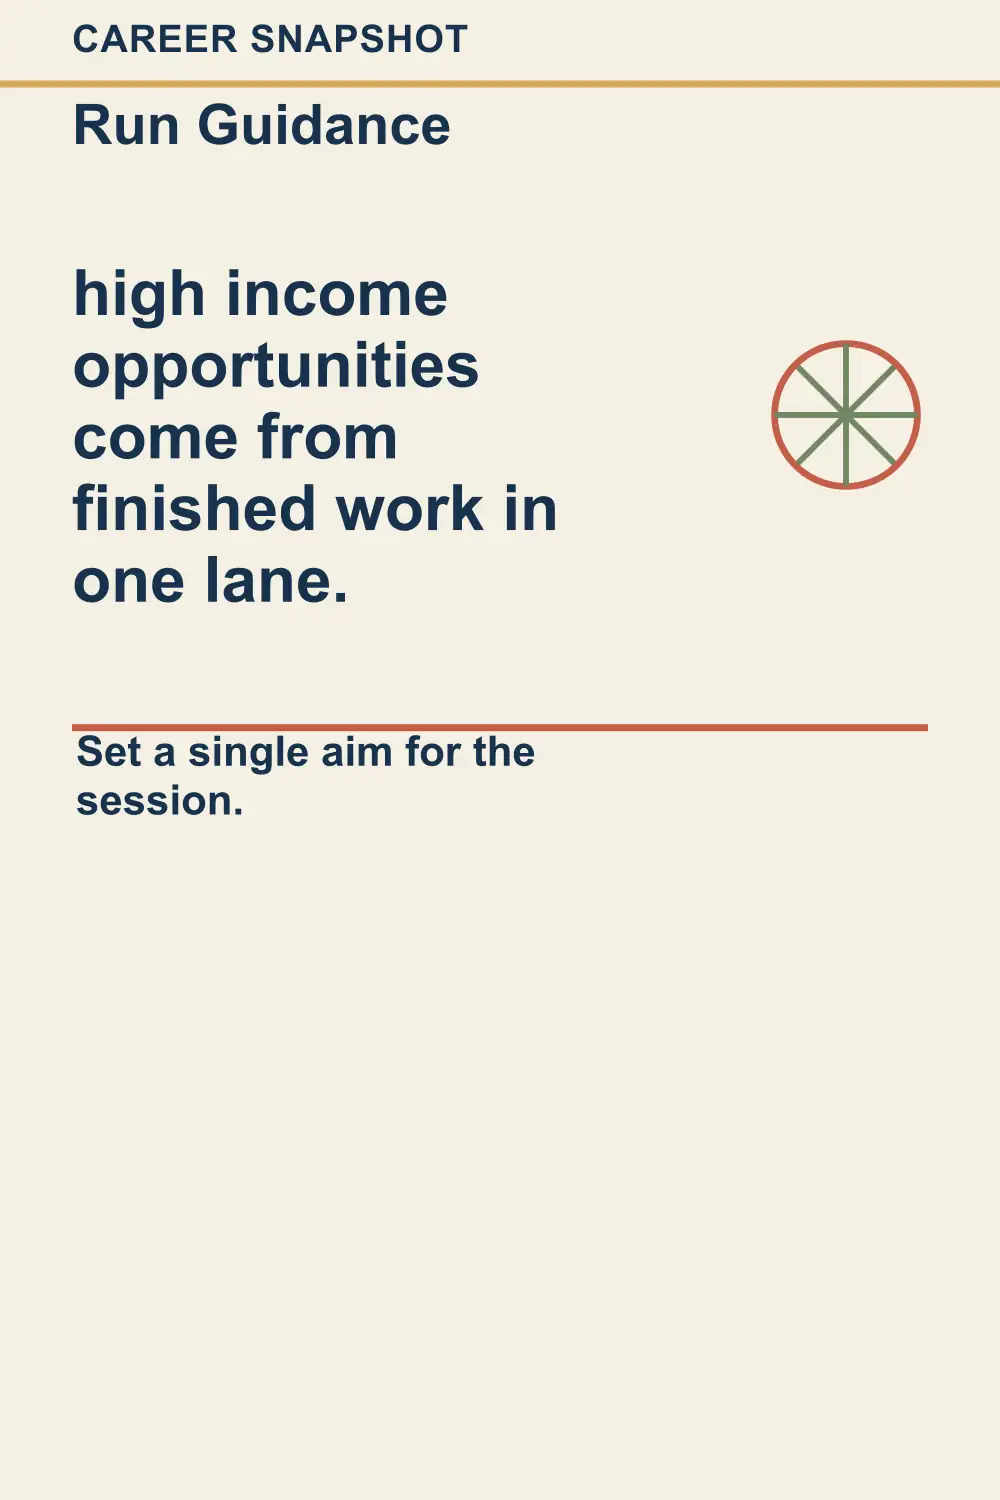 CAREER SNAPSHOT
Run Guidance
high income
opportunities
come from
finished work in
one lane.
Set a single aim for the
session.